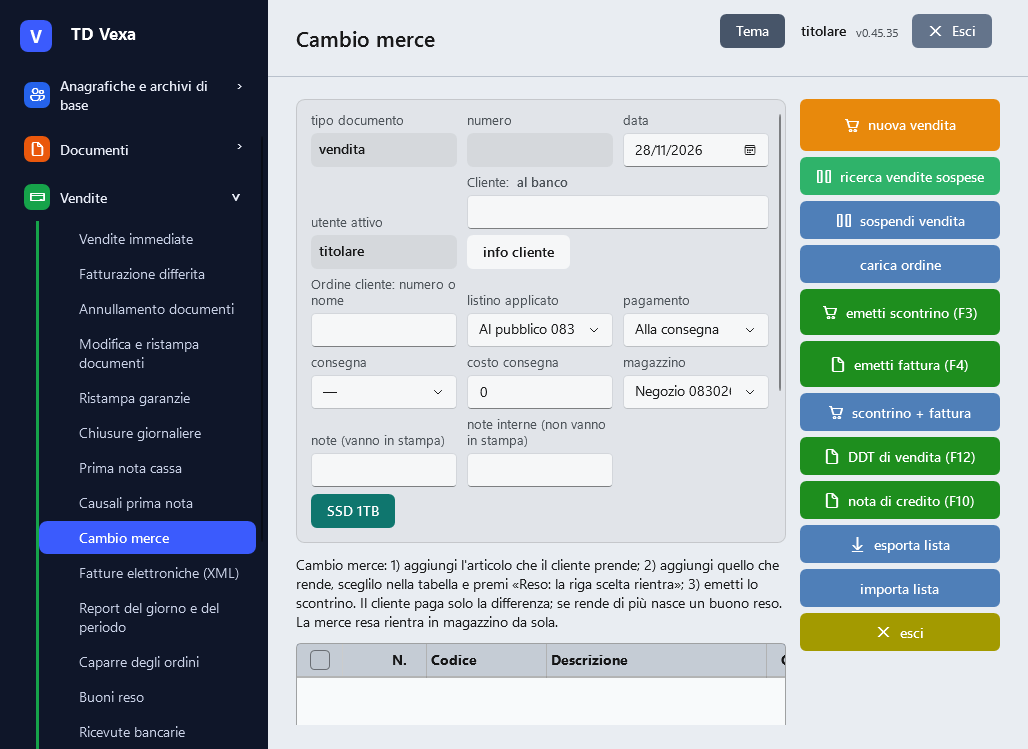 V
TD Vexa
Anagrafiche e archivi di
base
Documenti
Vendite
Vendite immediate
Fatturazione differita
Annullamento documenti
Modifica e ristampa
documenti
Ristampa garanzie
Chiusure giornaliere
Prima nota cassa
Causali prima nota
Cambio merce
Fatture elettroniche (XML)
Report del giorno e del
periodo
Caparre degli ordini
Buoni reso
Ricevute bancarie
Cambio merce
Tema
titolare v0.45.35
Esci
tipo documento numero data
vendita 28/11/2026
Cliente: al banco
utente attivo
titolare info cliente
Ordine cliente: numero o
nome listino applicato pagamento
Al pubblico 083 Alla consegna
consegna costo consegna magazzino
— 0 Negozio 08302
note (vanno in stampa) note interne (non vanno
in stampa)
SSD 1TB
Cambio merce: 1) aggiungi l'articolo che il cliente prende; 2) aggiungi quello che
rende, sceglilo nella tabella e premi «Reso: la riga scelta rientra»; 3) emetti lo
scontrino. Il cliente paga solo la differenza; se rende di più nasce un buono reso.
La merce resa rientra in magazzino da sola.
N. Codice Descrizione
nuova vendita
ricerca vendite sospese
sospendi vendita
carica ordine
emetti scontrino (F3)
emetti fattura (F4)
scontrino + fattura
DDT di vendita (F12)
nota di credito (F10)
esporta lista
importa lista
esci